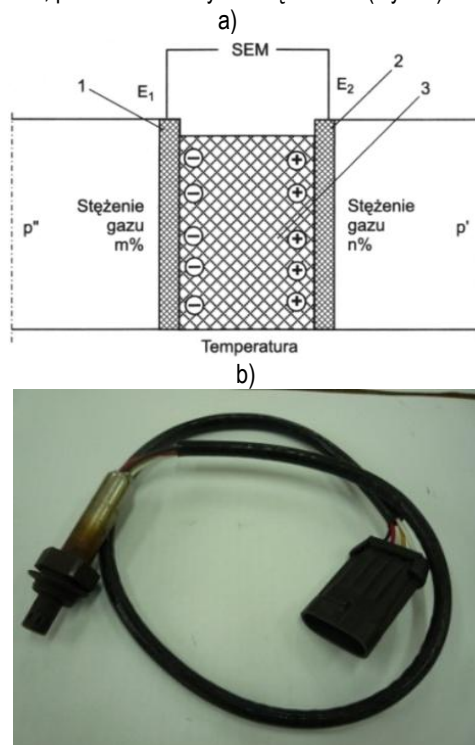 a)
SEM
1
E₁
E₂
2
3
p"
Stężenie
gazu
m%
Stężenie
gazu
n%
p'
Temperatura
b)